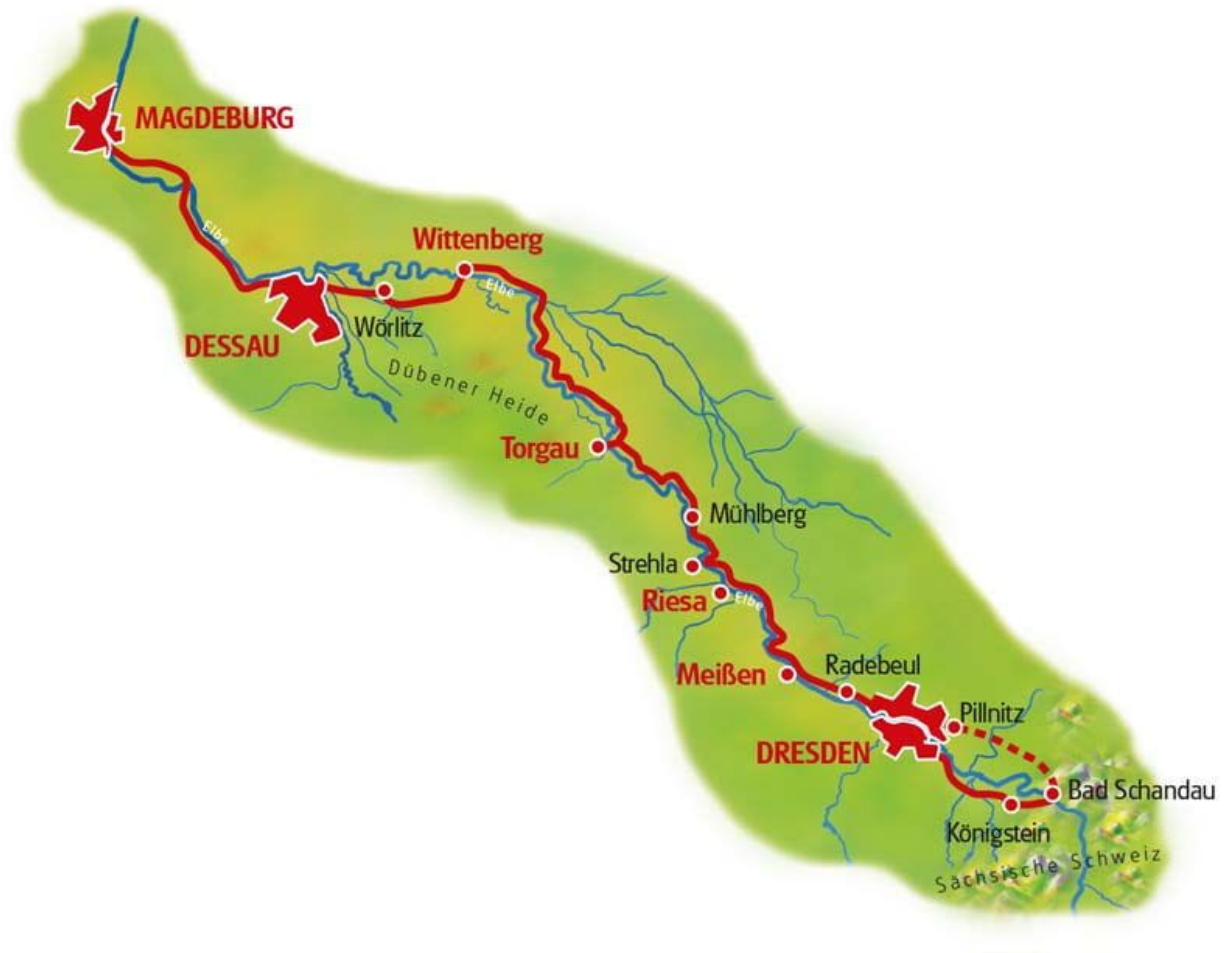 MAGDEBURG
Elbe
Wittenberg
Elbe
Wörlitz
DESSAU
Dübener Heide
Torgau
Mühlberg
Strehla
Riesa
Elbe
Meißen
Radebeul
Pillnitz
DRESDEN
Bad Schandau
Königstein
Sächsische Schweiz